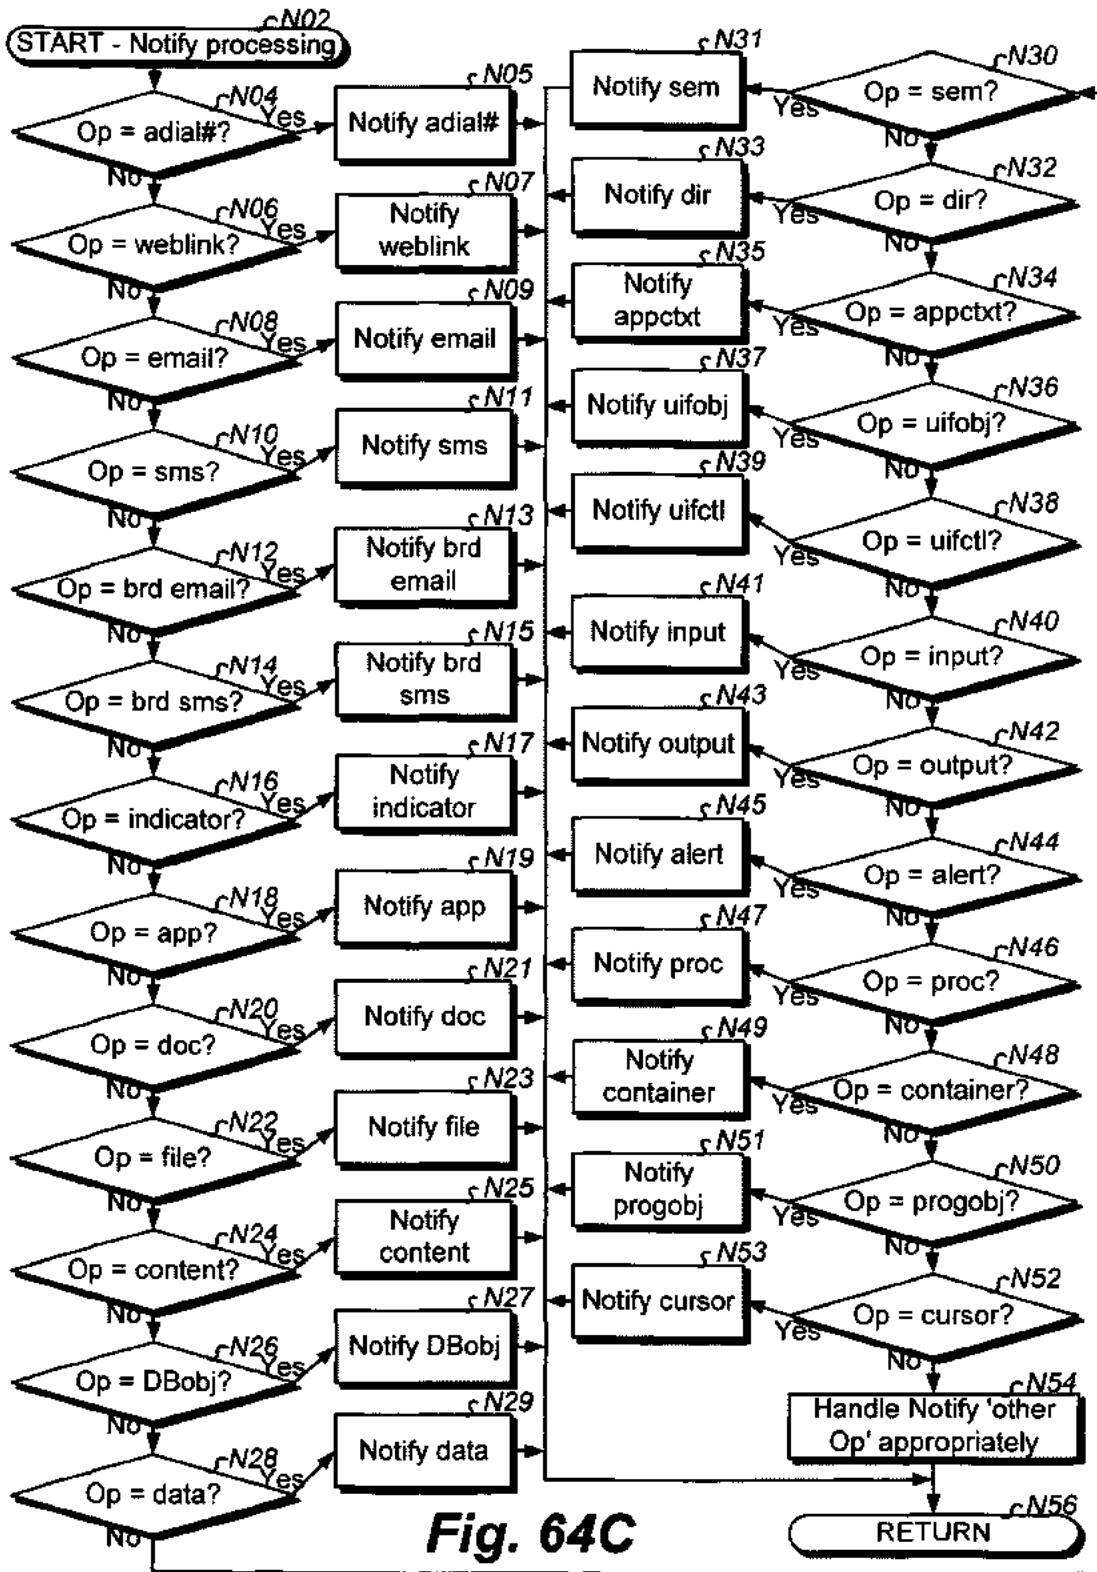 N02
START - Notify processing
N04
Op = adial#?
Yes
No
N05
Notify adial#
N06
Op = weblink?
Yes
No
N07
Notify
weblink
N08
Op = email?
Yes
No
N09
Notify email
N10
Op = sms?
Yes
No
N11
Notify sms
N12
Op = brd email?
Yes
No
N13
Notify brd
email
N14
Op = brd sms?
Yes
No
N15
Notify brd
sms
N16
Op = indicator?
Yes
No
N17
Notify
indicator
N18
Op = app?
Yes
No
N19
Notify app
N20
Op = doc?
Yes
No
N21
Notify doc
N22
Op = file?
Yes
No
N23
Notify file
N24
Op = content?
Yes
No
N25
Notify
content
N26
Op = DBobj?
Yes
No
N27
Notify DBobj
N28
Op = data?
Yes
No
N29
Notify data
N30
Op = sem?
Yes
No
N31
Notify sem
N32
Op = dir?
Yes
No
N33
Notify dir
N34
Op = appctxt?
Yes
No
N35
Notify
appctxt
N36
Op = uifobj?
Yes
No
N37
Notify uifobj
N38
Op = uifctl?
Yes
No
N39
Notify uifctl
N40
Op = input?
Yes
No
N41
Notify input
N42
Op = output?
Yes
No
N43
Notify output
N44
Op = alert?
Yes
No
N45
Notify alert
N46
Op = proc?
Yes
No
N47
Notify proc
N48
Op = container?
Yes
No
N49
Notify
container
N50
Op = progobj?
Yes
No
N51
Notify
progobj
N52
Op = cursor?
Yes
No
N53
Notify cursor
N54
Handle Notify 'other
Op' appropriately
N56
RETURN
Fig. 64C